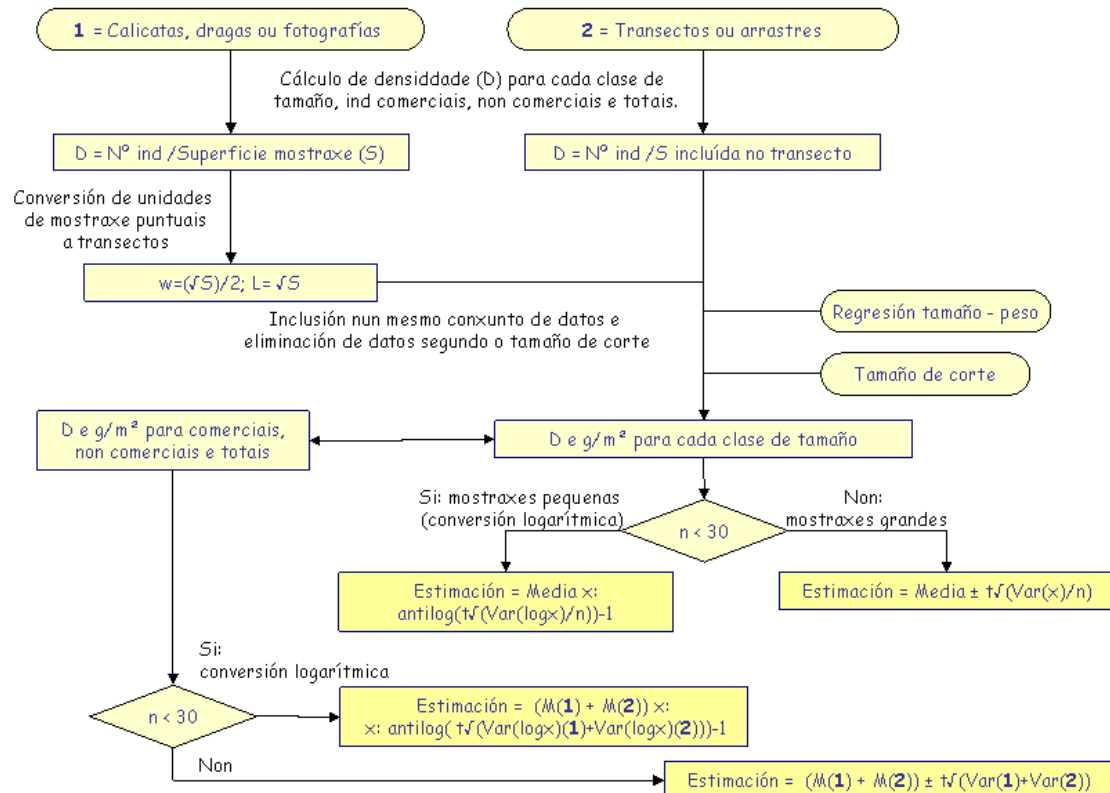 1 = Calicatas, dragas ou fotografías
2 = Transectos ou arrastres
Cálculo de densiddade (D) para cada clase de
tamaño, ind comerciais, non comerciais e totais.
D = Nº ind /Superficie mostraxe (S)
D = Nº ind /S incluída no transecto
Conversión de unidades
de mostraxe puntuais
a transectos
w=(√S)/2; L= √S
Inclusión nun mesmo conxunto de datos e
eliminación de datos segundo o tamaño de corte
Regresión tamaño - peso
Tamaño de corte
D e g/m² para comerciais,
non comerciais e totais
D e g/m² para cada clase de tamaño
Si: mostraxes pequenas
(conversión logarítmica)
Non:
mostraxes grandes
n < 30
Estimación = Media x:
antilog(t√(Var(logx)/n))-1
Estimación = Media ± t√(Var(x)/n)
Si:
conversión logarítmica
n < 30
Estimación = (M(1) + M(2)) x:
x: antilog( t√(Var(logx)(1)+Var(logx)(2)))-1
Non
Estimación = (M(1) + M(2)) ± t√(Var(1)+Var(2))